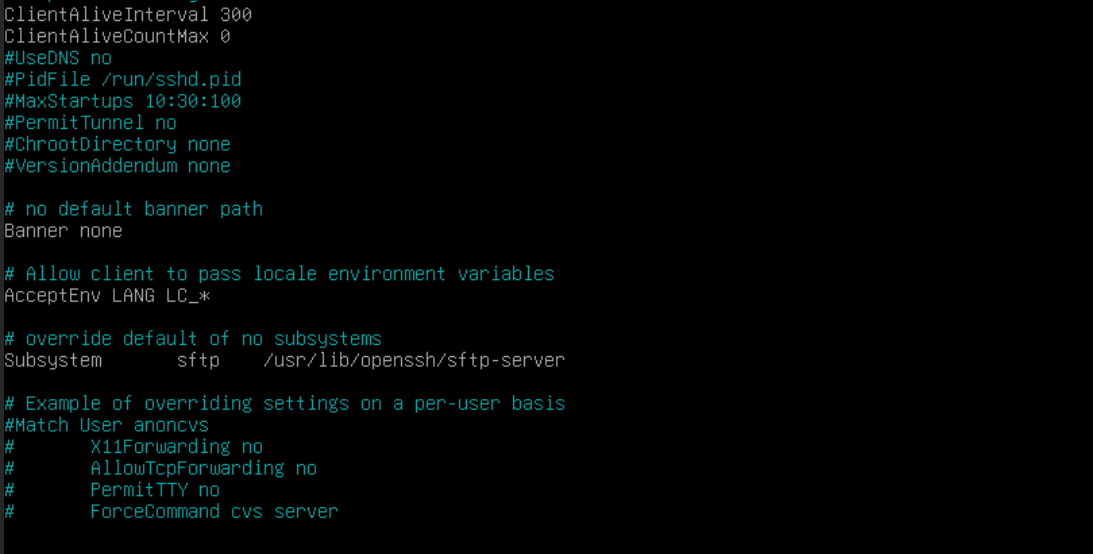 ClientAliveInterval 300
ClientAliveCountMax 0
#UseDNS no
#PidFile /run/sshd.pid
#MaxStartups 10:30:100
#PermitTunnel no
#ChrootDirectory none
#VersionAddendum none
# no default banner path
Banner none
# Allow client to pass locale environment variables
AcceptEnv LANG LC_*
# override default of no subsystems
Subsystem       sftp    /usr/lib/openssh/sftp-server
# Example of overriding settings on a per-user basis
#Match User anoncvs
#       X11Forwarding no
#       AllowTcpForwarding no
#       PermitTTY no
#       ForceCommand cvs server